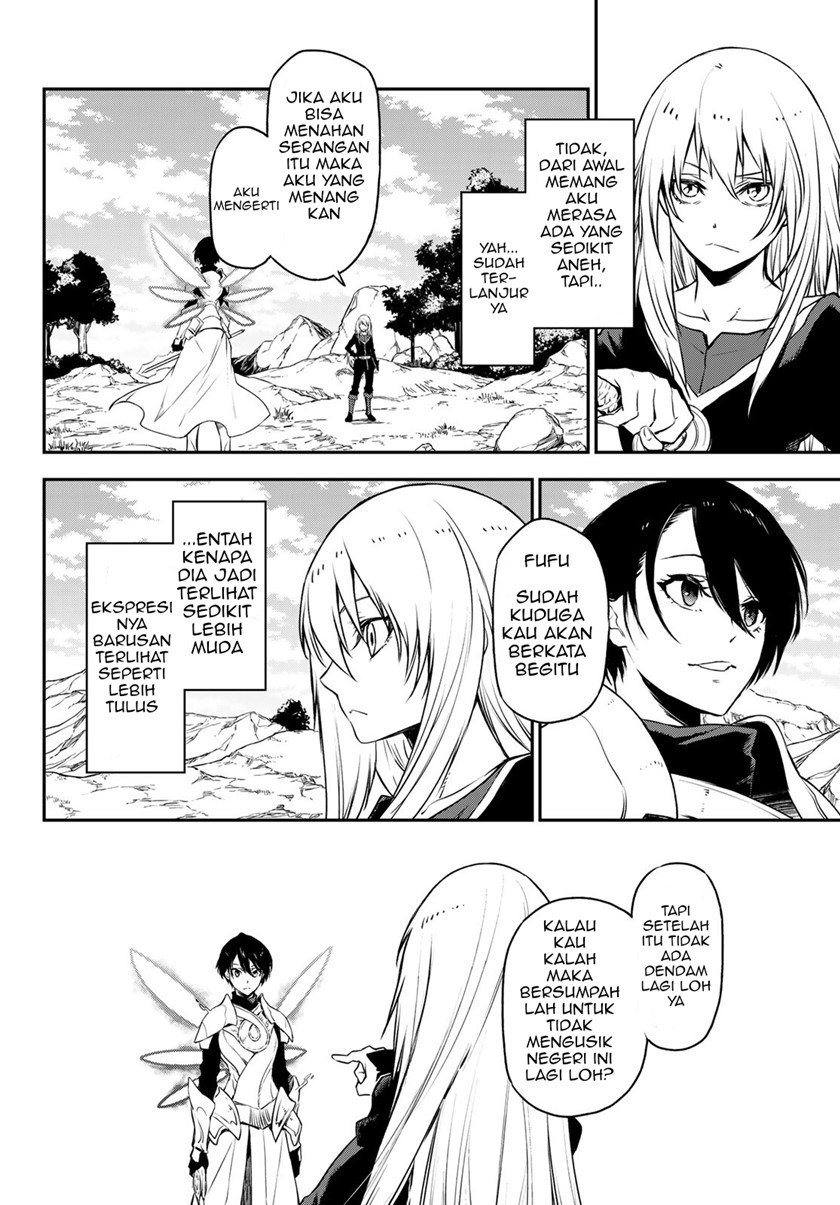 TIDAK,
DARI AWAL
MEMANG
AKU
MERASA
ADA YANG
SEDIKIT
ANEH,
TAPI..
YAH...
SUDAH
TER-
LANJUR
YA
JIKA AKU
BISA
MENAHAN
SERANGAN
ITU MAKA
AKU YANG
MENANG
KAN
AKU
MENGERTI
FUFU
SUDAH
KUDUGA
KAU AKAN
BERKATA
BEGITU
...ENTAH
KENAPA
DIA JADI
TERLIHAT
SEDIKIT
LEBIH
MUDA
EKSPRESI
NYA
BARUSAN
TERLIHAT
SEPERTI
LEBIH
TULUS
TAPI
SETELAH
ITU TIDAK
ADA
DENDAM
LAGI LOH
YA
KALAU
KAU
KALAH
MAKA
BERSUMPAH
LAH UNTUK
TIDAK
MENGUSIK
NEGERI INI
LAGI LOH?